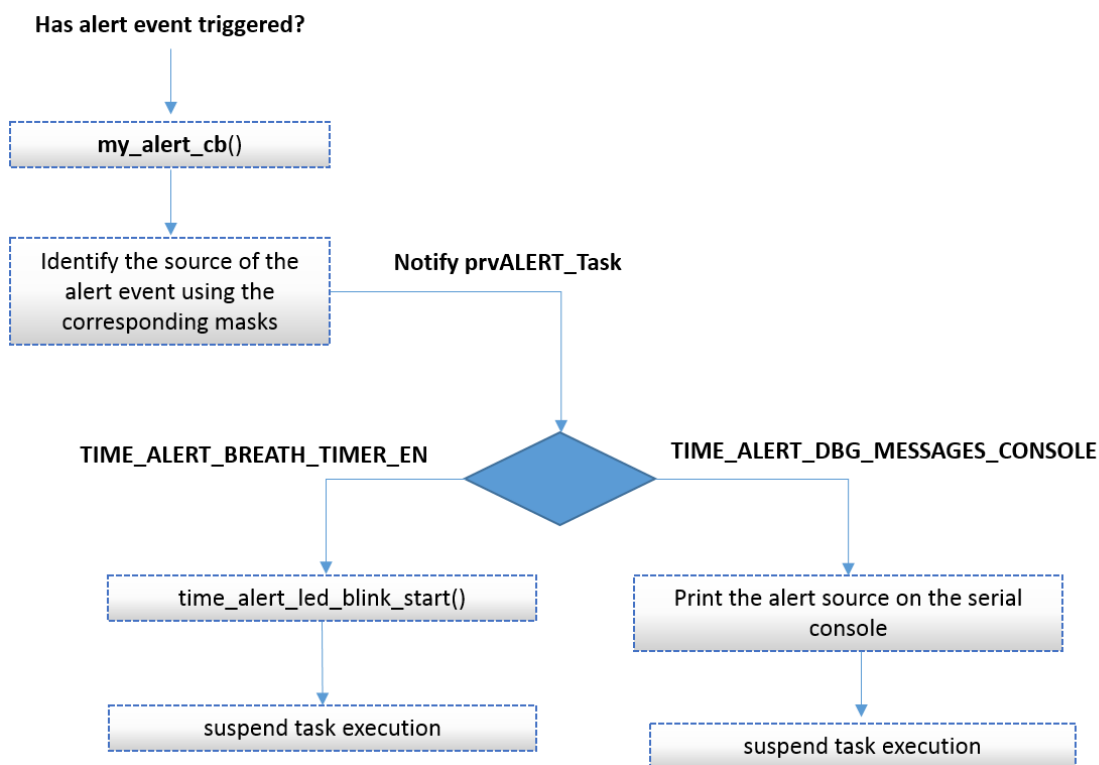 Has alert event triggered?
my_alert_cb()
Identify the source of the
alert event using the
corresponding masks
Notify prvALERT_Task
TIME_ALERT_BREATH_TIMER_EN
TIME_ALERT_DBG_MESSAGES_CONSOLE
time_alert_led_blink_start()
Print the alert source on the serial
console
suspend task execution
suspend task execution